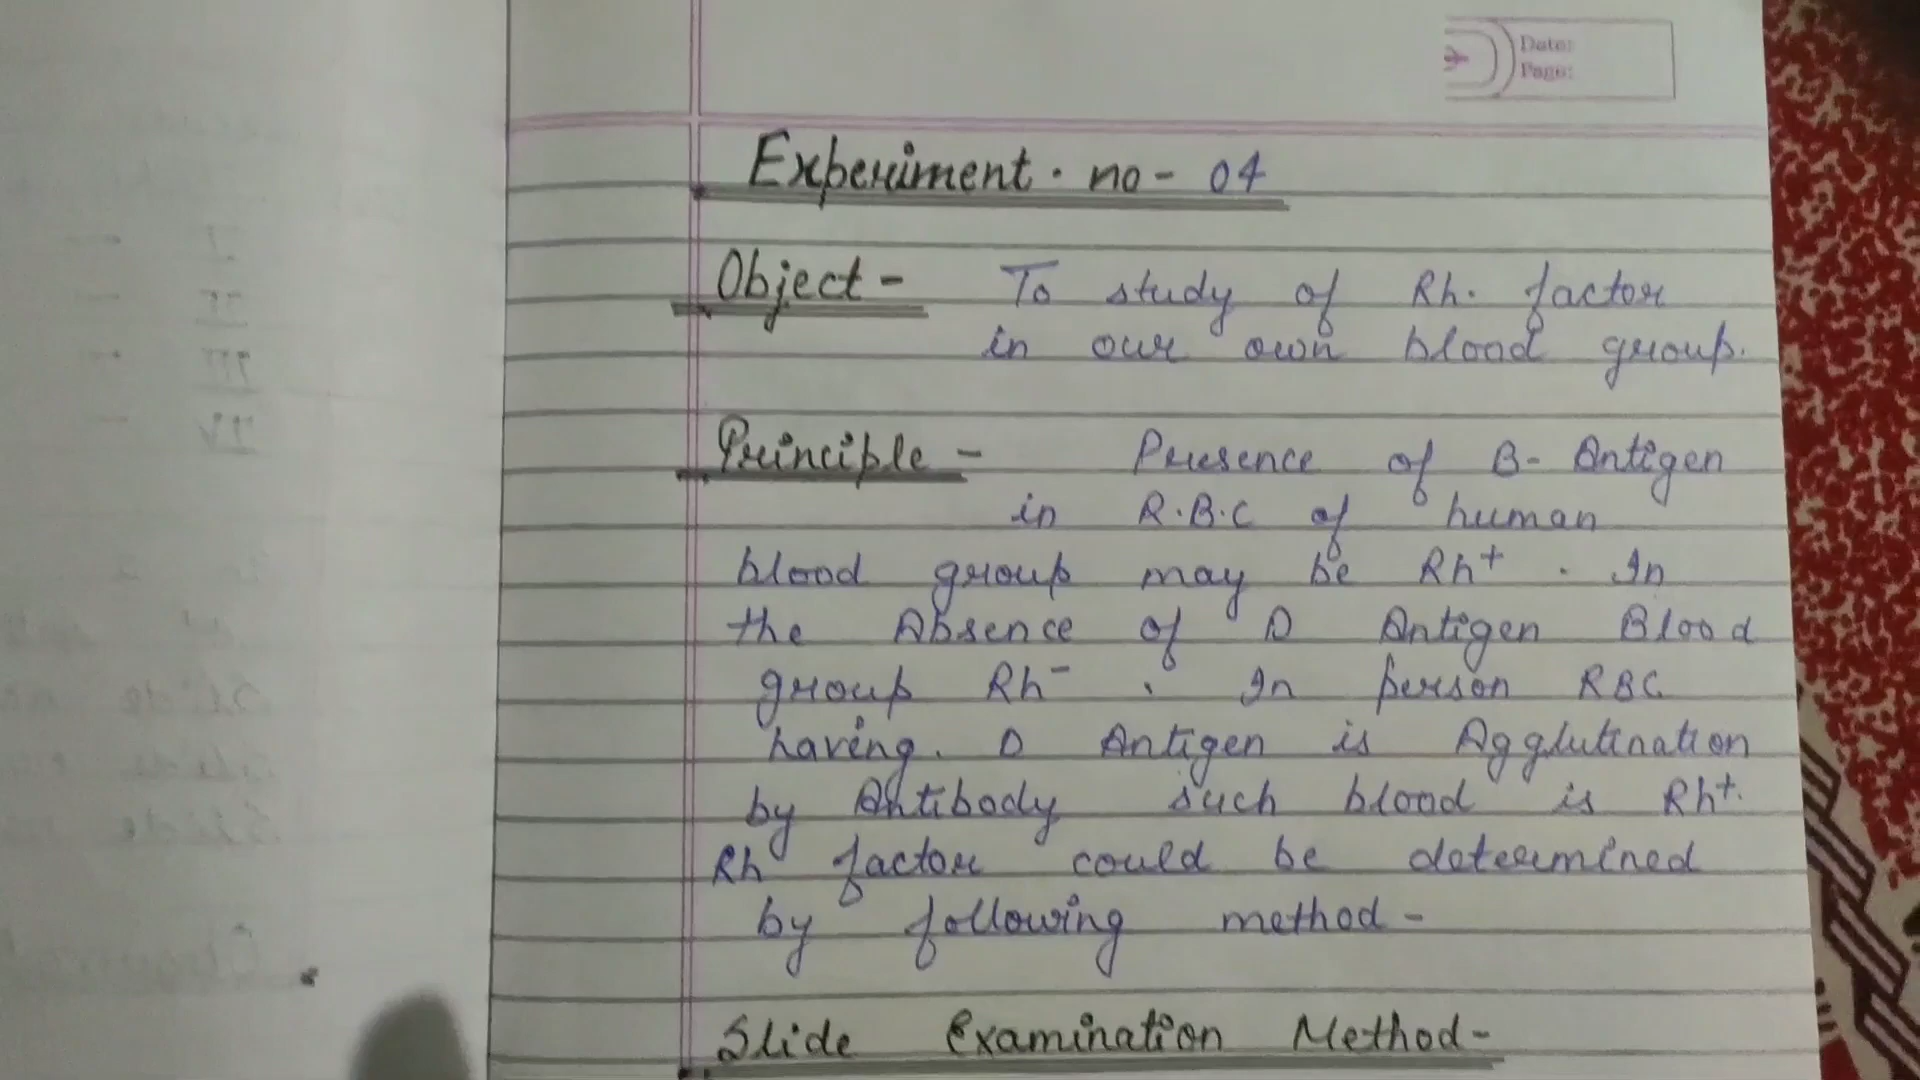 Date:
Page:
Experiment. no- 04
Object- To study of Rh. factor
in our own blood group.
Principle- Presence of B- Antigen
in R.B.C of human
blood group may be Rh+. In
the Absence of D Antigen Blood
group Rh-. In person RBC
having. D Antigen is Agglutination
by Antibody such blood is Rh+.
Rh factor could be determined
by following method-
Slide Examination Method-